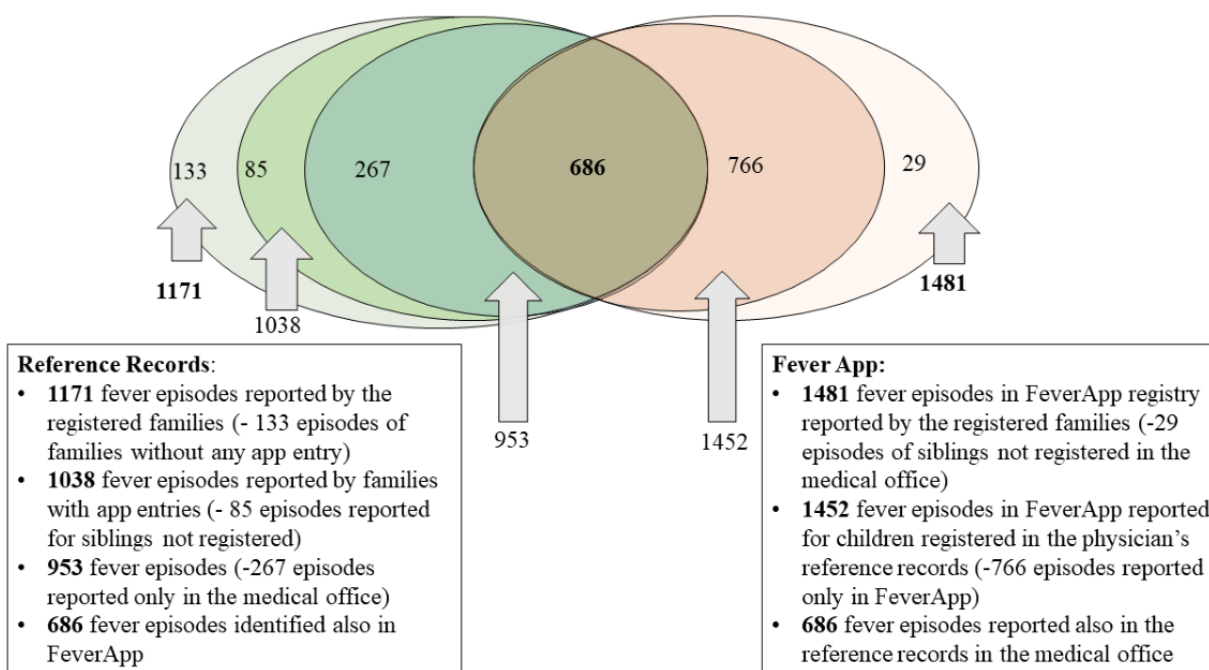 133
85
267
686
766
29
1171
1038
953
1452
1481
Reference Records:
• 1171 fever episodes reported by the
registered families (- 133 episodes of
families without any app entry)
• 1038 fever episodes reported by families
with app entries (- 85 episodes reported
for siblings not registered)
• 953 fever episodes (-267 episodes
reported only in the medical office)
• 686 fever episodes identified also in
FeverApp
Fever App:
• 1481 fever episodes in FeverApp registry
reported by the registered families (-29
episodes of siblings not registered in the
medical office)
• 1452 fever episodes in FeverApp reported
for children registered in the physician’s
reference records (-766 episodes reported
only in FeverApp)
• 686 fever episodes reported also in the
reference records in the medical office